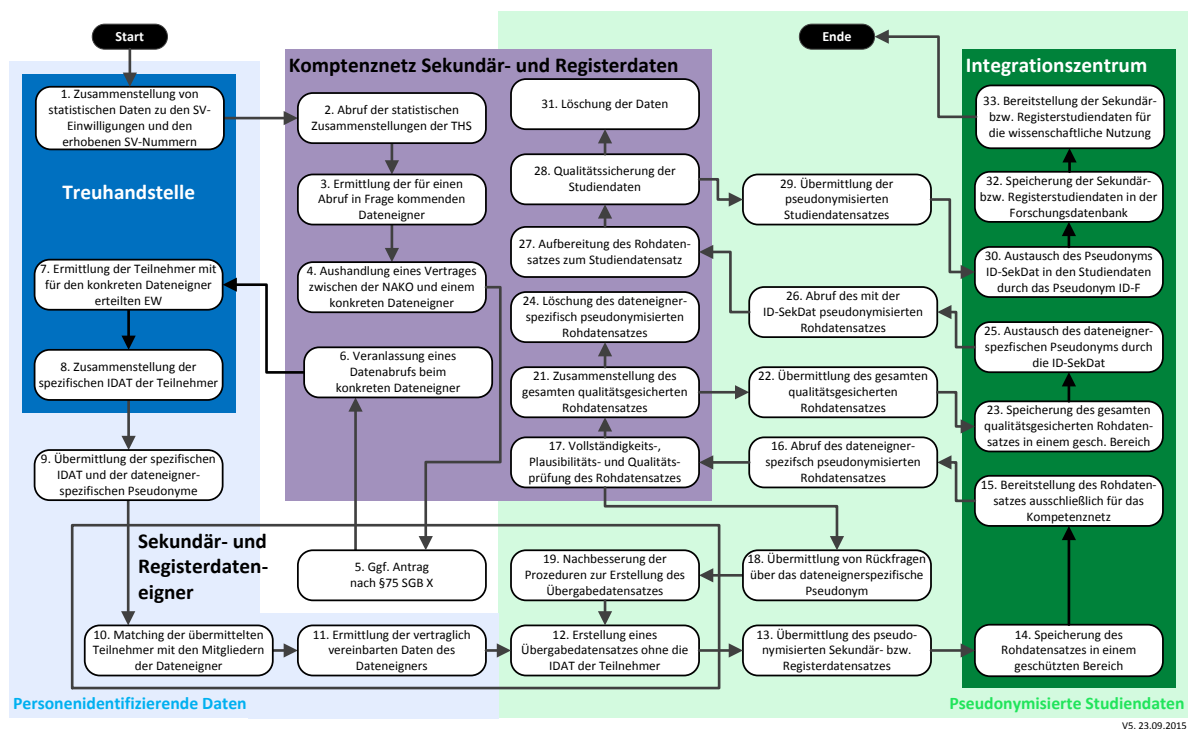 Start
Ende
Komptenznetz Sekundär- und Registerdaten
Integrationszentrum
1. Zusammenstellung von
statistischen Daten zu den SV-
Einwilligungen und den
erhobenen SV-Nummern
2. Abruf der statistischen
Zusammenstellungen der THS
31. Löschung der Daten
33. Bereitstellung der Sekundär-
bzw. Registerstudiendaten für
die wissenschaftliche Nutzung
Treuhandstelle
3. Ermittlung der für einen
Abruf in Frage kommenden
Dateneigner
28. Qualitätssicherung der
Studiendaten
29. Übermittlung der
pseudonymisierten
Studiendatensatzes
32. Speicherung der Sekundär-
bzw. Registerstudiendaten in der
Forschungsdatenbank
7. Ermittlung der Teilnehmer mit
für den konkreten Dateneigner
erteilten EW
4. Aushandlung eines Vertrages
zwischen der NAKO und einem
konkreten Dateneigner
27. Aufbereitung des Rohdaten-
satzes zum Studiendatensatz
30. Austausch des Pseudonyms
ID-SekDat in den Studiendaten
durch das Pseudonym ID-F
24. Löschung des dateneigner-
spezifisch pseudonymisierten
Rohdatensatzes
26. Abruf des mit der
ID-SekDat pseudonymisierten
Rohdatensatzes
25. Austausch des dateneigner-
spezfischen Pseudonyms durch
die ID-SekDat
8. Zusammenstellung der
spezifischen IDAT der Teilnehmer
6. Veranlassung eines
Datenabrufs beim
konkreten Dateneigner
21. Zusammenstellung des
gesamten qualitätsgesicherten
Rohdatensatzes
22. Übermittlung des gesamten
qualitätsgesicherten
Rohdatensatzes
23. Speicherung des gesamten
qualitätsgesicherten Rohdaten-
satzes in einem gesch. Bereich
9. Übermittlung der spezifischen
IDAT und der dateneigner-
spezifischen Pseudonyme
17. Vollständigkeits-,
Plausibilitäts- und Qualitäts-
prüfung des Rohdatensatzes
16. Abruf des dateneigner-
spezifsch pseudonymisierten
Rohdatensatzes
15. Bereitstellung des Rohdaten-
satzes ausschließlich für das
Kompetenznetz
Sekundär- und
Registerdaten-
eigner
5. Ggf. Antrag
nach §75 SGB X
19. Nachbesserung der
Prozeduren zur Erstellung des
Übergabedatensatzes
18. Übermittlung von Rückfragen
über das dateneignerspezifische
Pseudonym
10. Matching der übermittelten
Teilnehmer mit den Mitgliedern
der Dateneigner
11. Ermittlung der vertraglich
vereinbarten Daten des
Dateneigners
12. Erstellung eines
Übergabedatensatzes ohne die
IDAT der Teilnehmer
13. Übermittlung des pseudo-
nymisierten Sekundär- bzw.
Registerdatensatzes
14. Speicherung des
Rohdatensatzes in einem
geschützten Bereich
Personenidentifizierende Daten
Pseudonymisierte Studiendaten
V5, 23.09.2015